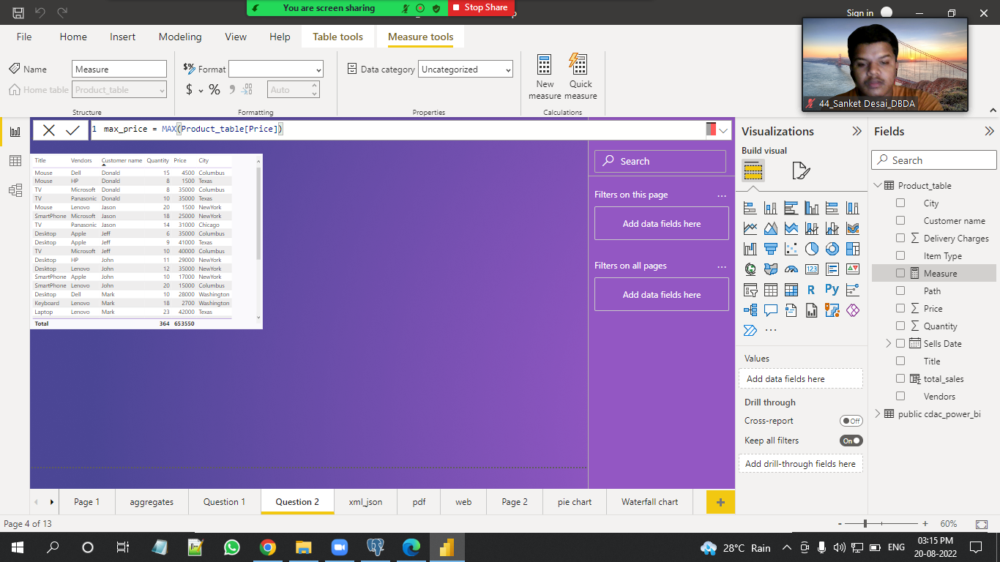 You are screen sharing
Stop Share
Sign in
File Home Insert Modeling View Help Table tools Measure tools
Name Measure
Home table Product_table
Structure
Format
$ % Auto
Formatting
Data category Uncategorized
Properties
New measure
Quick measure
Calculations
44_Sanket Desai_DBDA
1 max_price = MAX(Product_table[Price])
Title Vendors Customer name Quantity Price City
Mouse Dell Donald 15 4500 Columbus
Mouse HP Donald 8 1500 Texas
TV Microsoft Donald 8 35000 Columbus
TV Panasonic Donald 10 35000 Texas
Mouse Lenovo Jason 20 1500 NewYork
SmartPhone Microsoft Jason 18 25000 NewYork
TV Panasonic Jason 14 31000 Chicago
Desktop Apple Jeff 6 35000 Columbus
Desktop Apple Jeff 9 41000 Texas
TV Microsoft Jeff 10 40000 Columbus
Desktop HP John 11 29000 NewYork
Desktop Lenovo John 12 35000 NewYork
SmartPhone Apple John 10 17000 NewYork
SmartPhone Lenovo John 20 15000 Columbus
Desktop Dell Mark 10 28000 Washington
Keyboard Lenovo Mark 18 2700 Washington
Laptop Lenovo Mark 23 42000 Texas
Total 364 653550
Search
Filters on this page ...
Add data fields here
Filters on all pages ...
Add data fields here
Visualizations
Build visual
123
R Py
...
Values
Add data fields here
Drill through
Cross-report Off
Keep all filters On
Add drill-through fields here
Fields
Search
Product_table
City
Customer name
Delivery Charges
Item Type
Measure
Path
Price
Quantity
Sells Date
Title
total_sales
Vendors
public cdac_power_bi
Page 1 aggregates Question 1 Question 2 xml_json pdf web Page 2 pie chart Waterfall chart +
Page 4 of 13
- + 60%
28°C Rain
ENG
03:15 PM
20-08-2022